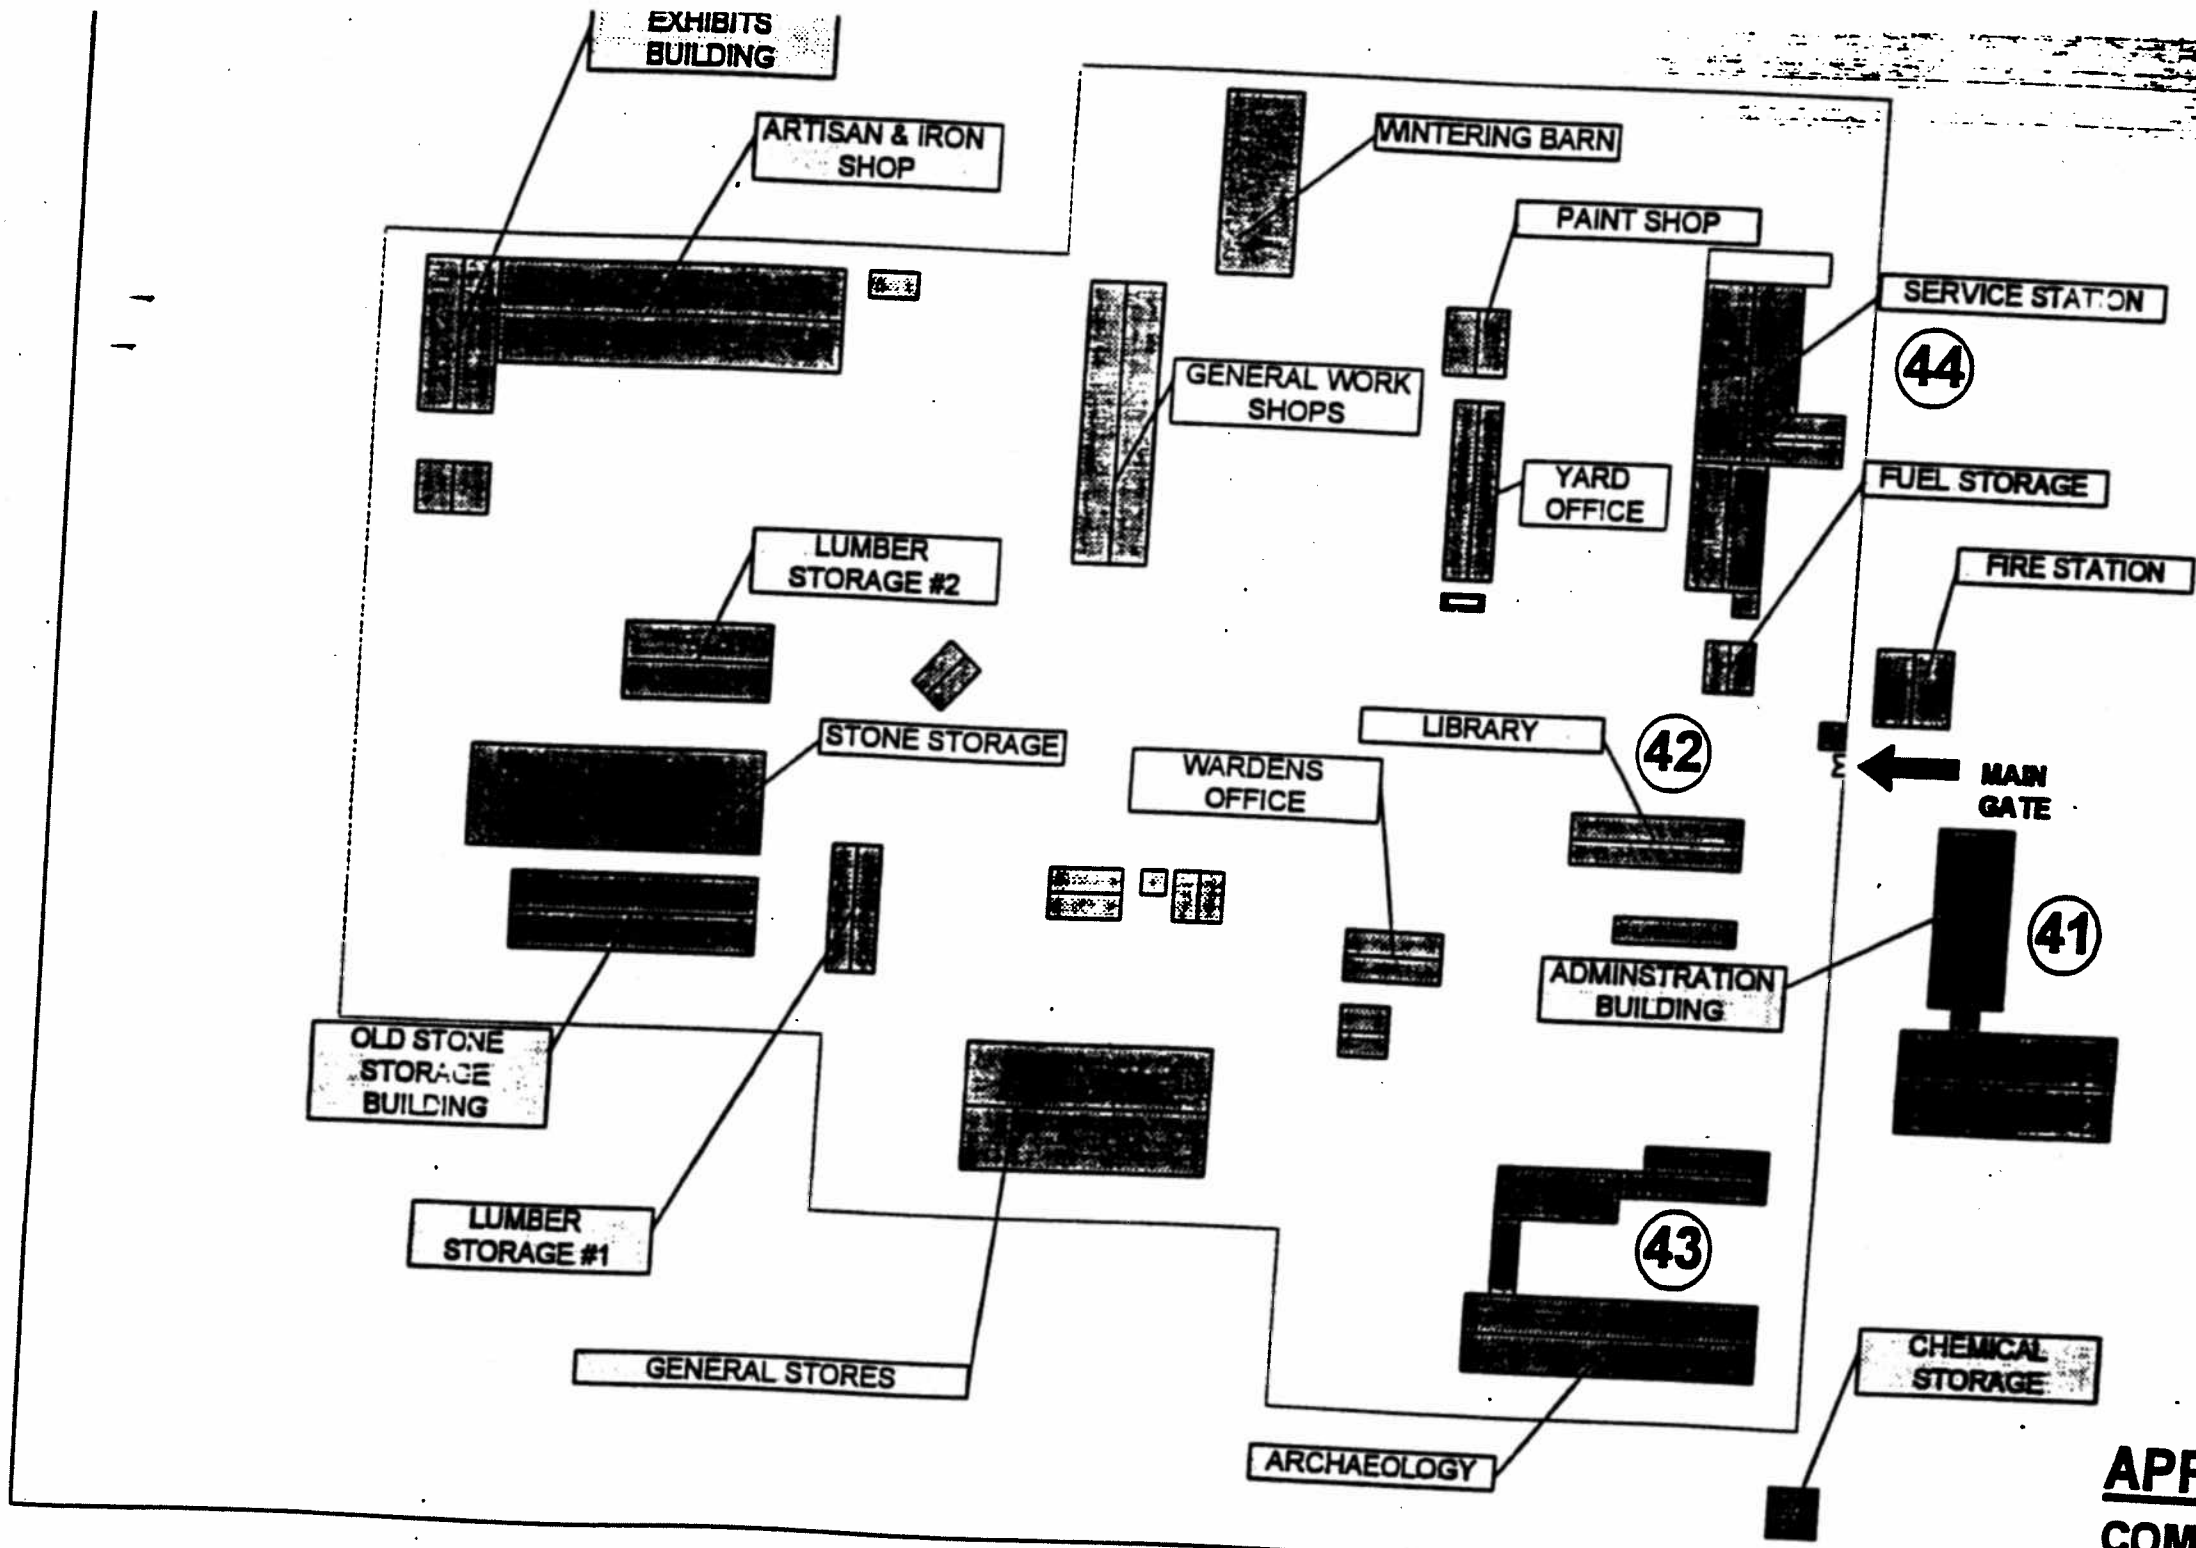 EXHIBITS
BUILDING
ARTISAN & IRON
SHOP
WINTERING BARN
PAINT SHOP
SERVICE STATION
44
GENERAL WORK
SHOPS
YARD
OFFICE
FUEL STORAGE
LUMBER
STORAGE #2
FIRE STATION
STONE STORAGE
LIBRARY
42
WARDENS
OFFICE
MAIN
GATE
41
ADMINSTRATION
BUILDING
OLD STONE
STORAGE
BUILDING
LUMBER
STORAGE #1
43
GENERAL STORES
CHEMICAL
STORAGE
ARCHAEOLOGY